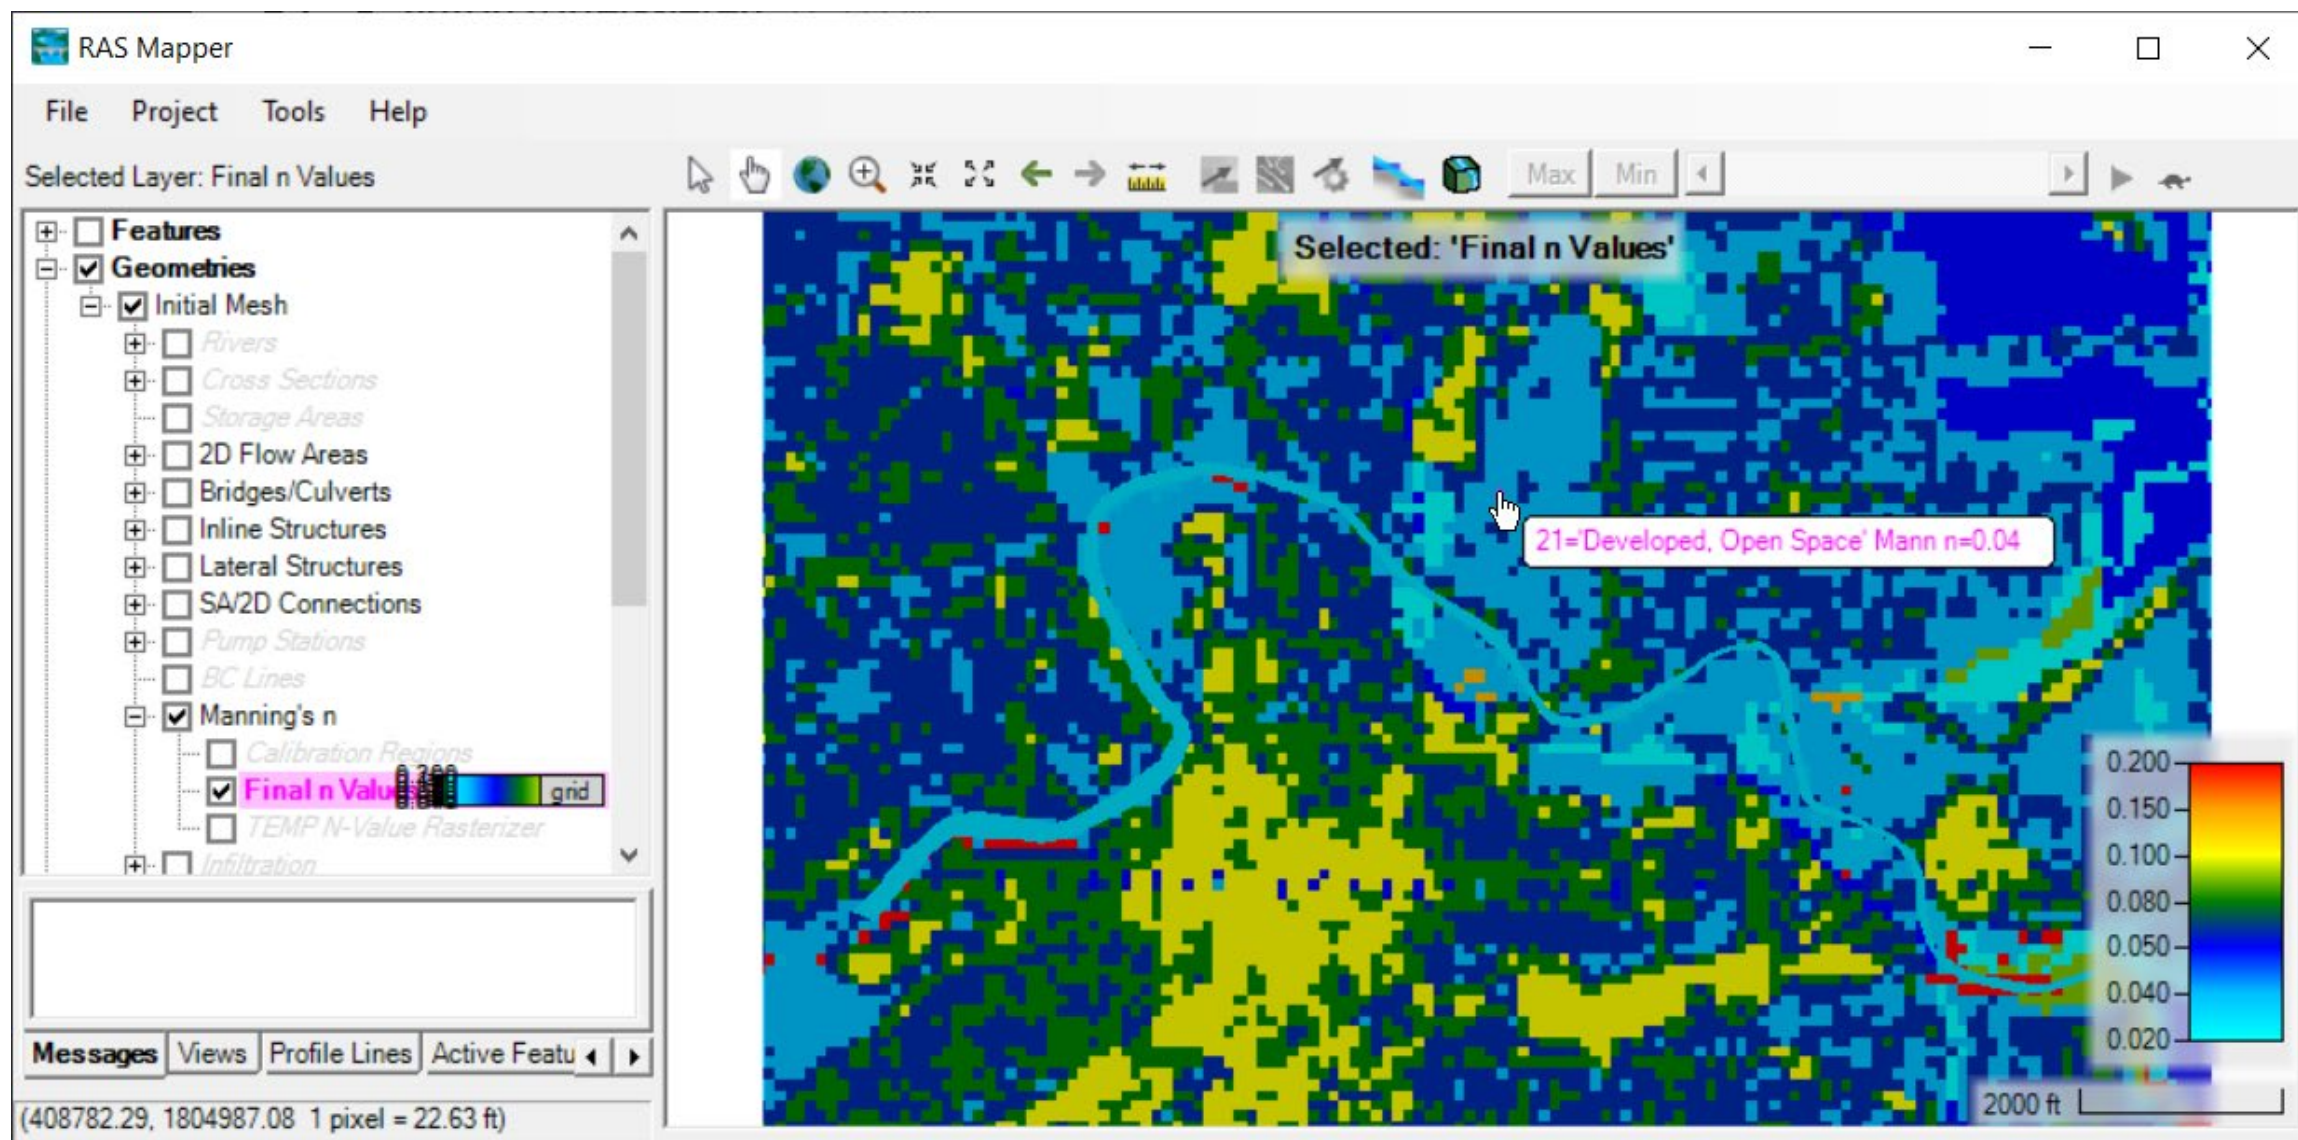 RAS Mapper
File Project Tools Help
Selected Layer: Final n Values
Max Min
Features
Geometries
Initial Mesh
Rivers
Cross Sections
Storage Areas
2D Flow Areas
Bridges/Culverts
Inline Structures
Lateral Structures
SA/2D Connections
Pump Stations
BC Lines
Manning's n
Calibration Regions
Final n Values grid
TEMP N-Value Rasterizer
Infiltration
Messages Views Profile Lines Active Featu
(408782.29, 1804987.08 1 pixel = 22.63 ft)
Selected: 'Final n Values'
21='Developed, Open Space' Mann n=0.04
0.200
0.150
0.100
0.080
0.050
0.040
0.020
2000 ft